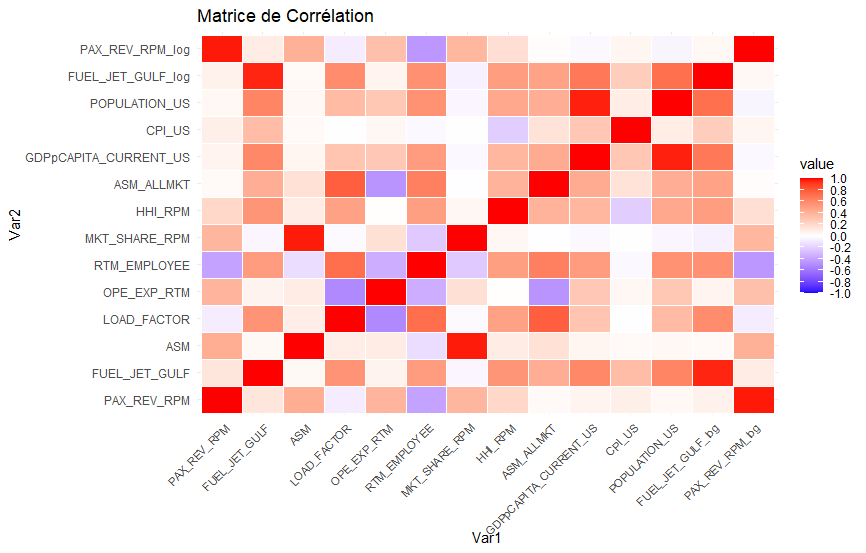 Matrice de Corrélation
PAX_REV_RPM_log
FUEL_JET_GULF_log
POPULATION_US
CPI_US
GDPpCAPITA_CURRENT_US
ASM_ALLMKT
HHI_RPM
MKT_SHARE_RPM
RTM_EMPLOYEE
OPE_EXP_RTM
LOAD_FACTOR
ASM
FUEL_JET_GULF
PAX_REV_RPM
Var2
value
1.0
0.8
0.6
0.4
0.2
0.0
-0.2
-0.4
-0.6
-0.8
-1.0
PAX_REV_RPM
FUEL_JET_GULF
ASM
LOAD_FACTOR
OPE_EXP_RTM
RTM_EMPLOYEE
MKT_SHARE_RPM
HHI_RPM
ASM_ALLMKT
GDPpCAPITA_CURRENT_US
CPI_US
POPULATION_US
FUEL_JET_GULF_bg
PAX_REV_RPM_bg
Var1